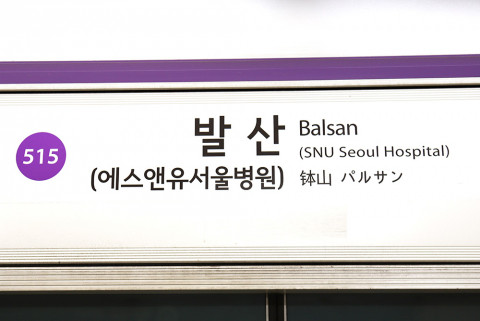 515
발산 Balsan
(SNU Seoul Hospital)
(에스앤유서울병원) 钵山 パルサン